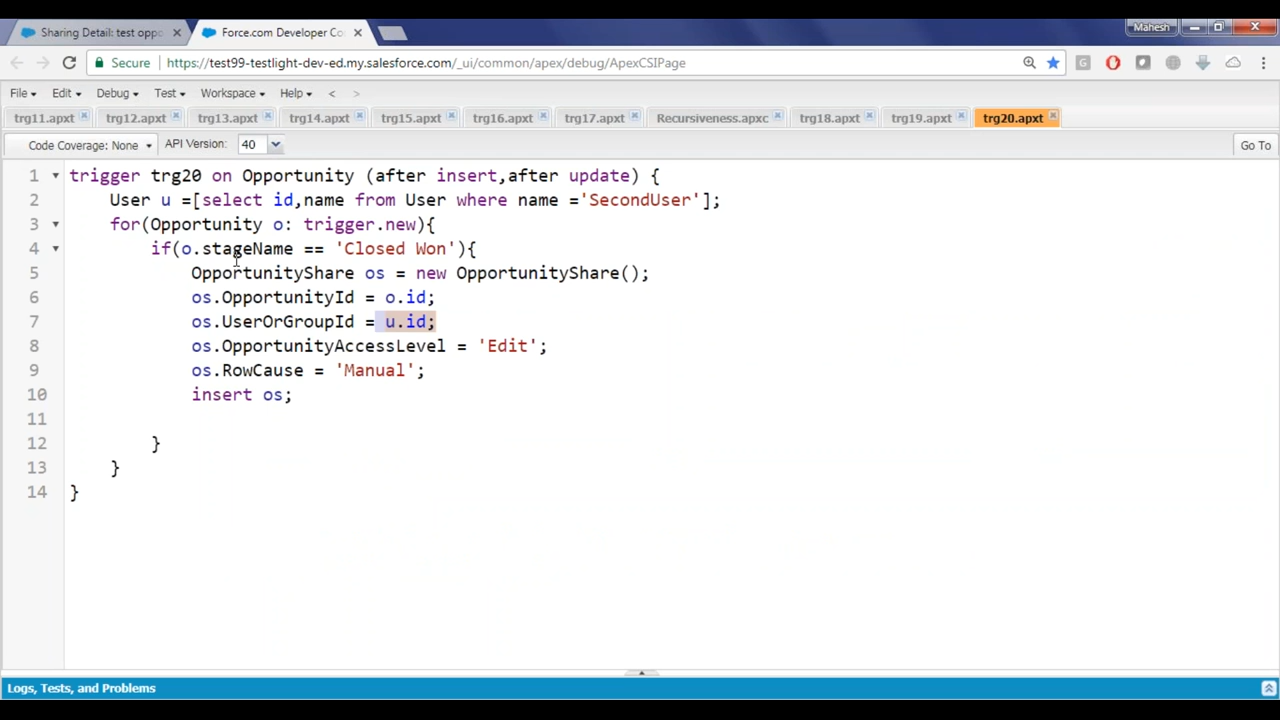 Sharing Detail: test oppo
Force.com Developer Co
Mahesh
Secure https://test99-testlight-dev-ed.my.salesforce.com/_ui/common/apex/debug/ApexCSIPage
File Edit Debug Test Workspace Help < >
trg11.apxt trg12.apxt trg13.apxt trg14.apxt trg15.apxt trg16.apxt trg17.apxt Recursiveness.apxc trg18.apxt trg19.apxt trg20.apxt
Code Coverage: None API Version: 40 Go To
1 trigger trg20 on Opportunity (after insert,after update) {
2 User u =[select id,name from User where name ='SecondUser'];
3 for(Opportunity o: trigger.new){
4 if(o.stageName == 'Closed Won'){
5 OpportunityShare os = new OpportunityShare();
6 os.OpportunityId = o.id;
7 os.UserOrGroupId = u.id;
8 os.OpportunityAccessLevel = 'Edit';
9 os.RowCause = 'Manual';
10 insert os;
11
12 }
13 }
14 }
Logs, Tests, and Problems